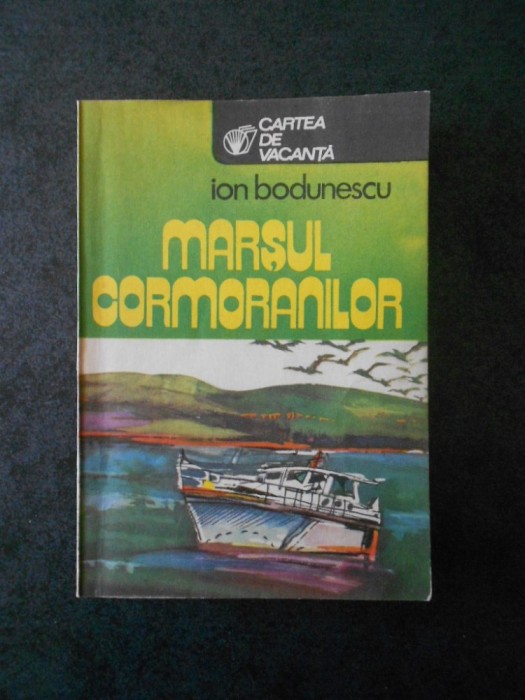 CARTEA
DE
VACANȚĂ
ion bodunescu
MARȘUL
CORMORANILOR